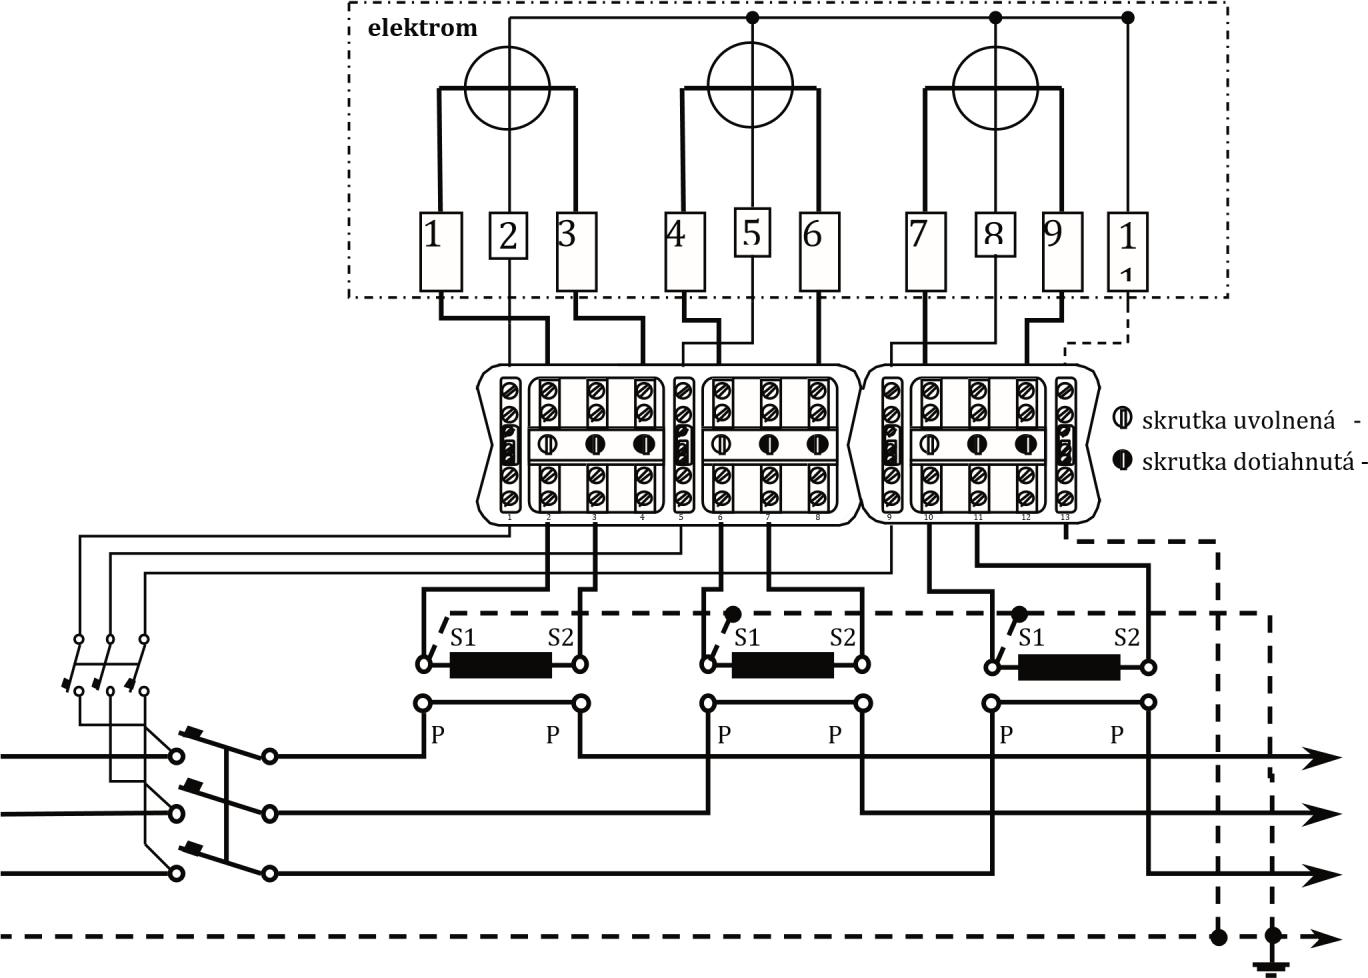 elektrom
1 2 3 4 5 6 7 8 9 1
1
skrutka uvolnená -
skrutka dotiahnutá -
1 2 3 4 5 6 7 8 9 10 11 12 13
S1 S2 S1 S2 S1 S2
P P P P P P